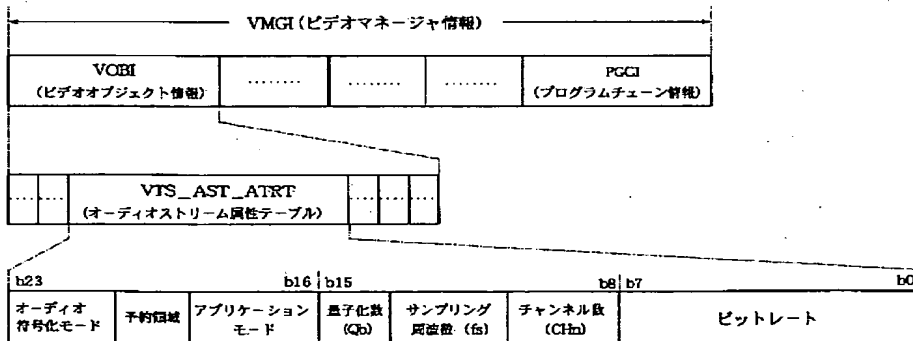 VMGI(ビデオマネージャ情報)
VOBI ........ ........ ........ PGCI
(ビデオオブジェクト情報) (プログラムチェーン情報)
...... ...... VTS_AST_ATRT ...... ...... ......
(オーディオストリーム属性テーブル)
b23 b16 b15 b8 b7 b0
オーディオ 予約領域 アプリケーション 量子化数 サンプリング チャンネル数 ビットレート
符号化モード モード (Qb) 周波数 (fs) (CHn)